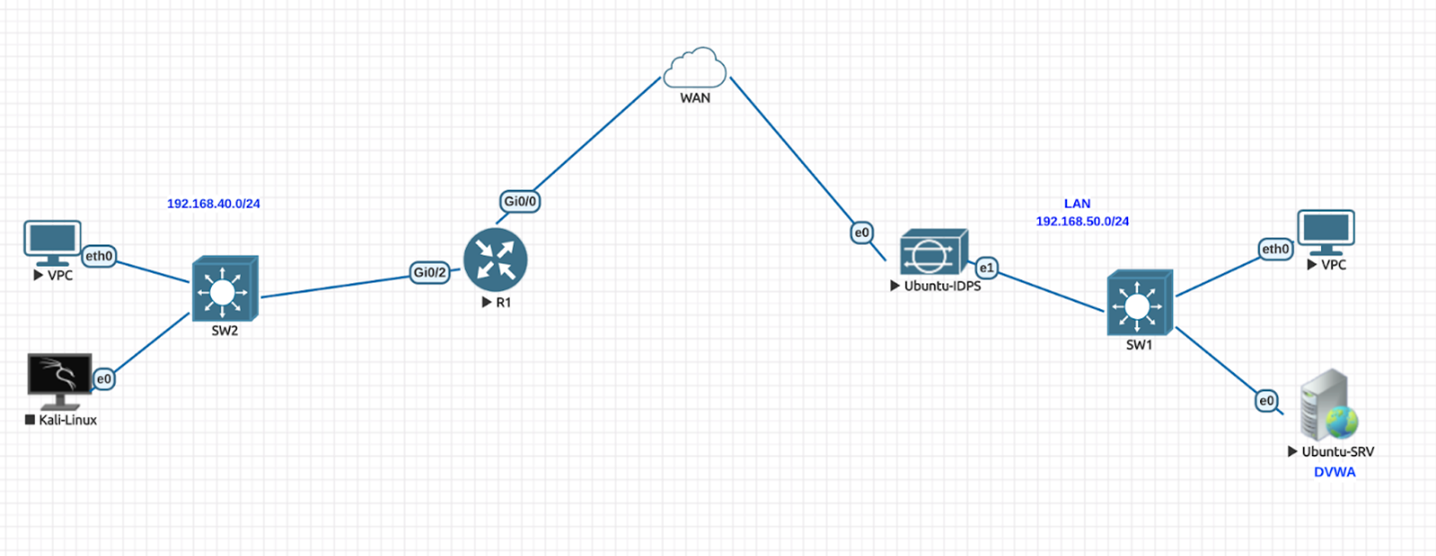 WAN
Gi0/0
192.168.40.0/24
LAN
192.168.50.0/24
eth0
VPC
Gi0/2
R1
SW2
e0
Kali-Linux
e0
Ubuntu-IDPS
e1
eth0
VPC
SW1
e0
Ubuntu-SRV
DVWA